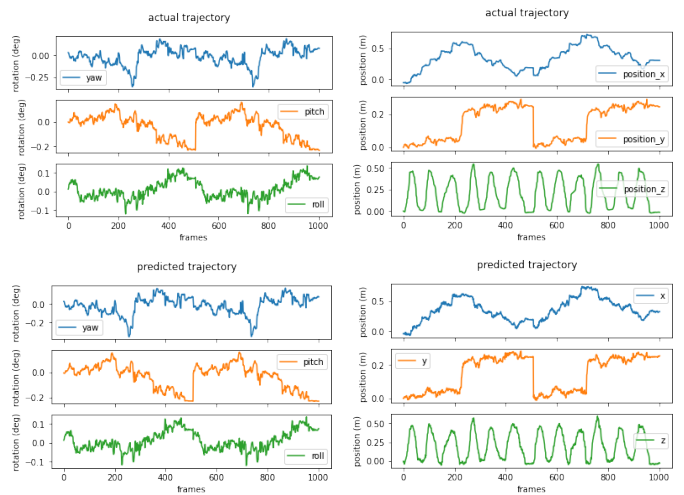 actual trajectory
rotation (deg)
0.00
−0.25
yaw
rotation (deg)
0.0
−0.2
pitch
rotation (deg)
0.1
0.0
−0.1
roll
0 200 400 600 800 1000
frames
actual trajectory
position (m)
0.5
0.0
position_x
position (m)
0.2
0.0
position_y
position (m)
0.50
0.25
0.00
position_z
0 200 400 600 800 1000
frames
predicted trajectory
rotation (deg)
0.0
−0.2
yaw
rotation (deg)
0.0
−0.2
pitch
rotation (deg)
0.1
0.0
−0.1
roll
0 200 400 600 800 1000
frames
predicted trajectory
position (m)
0.5
0.0
x
position (m)
0.2
0.0
y
position (m)
0.50
0.25
0.00
z
0 200 400 600 800 1000
frames